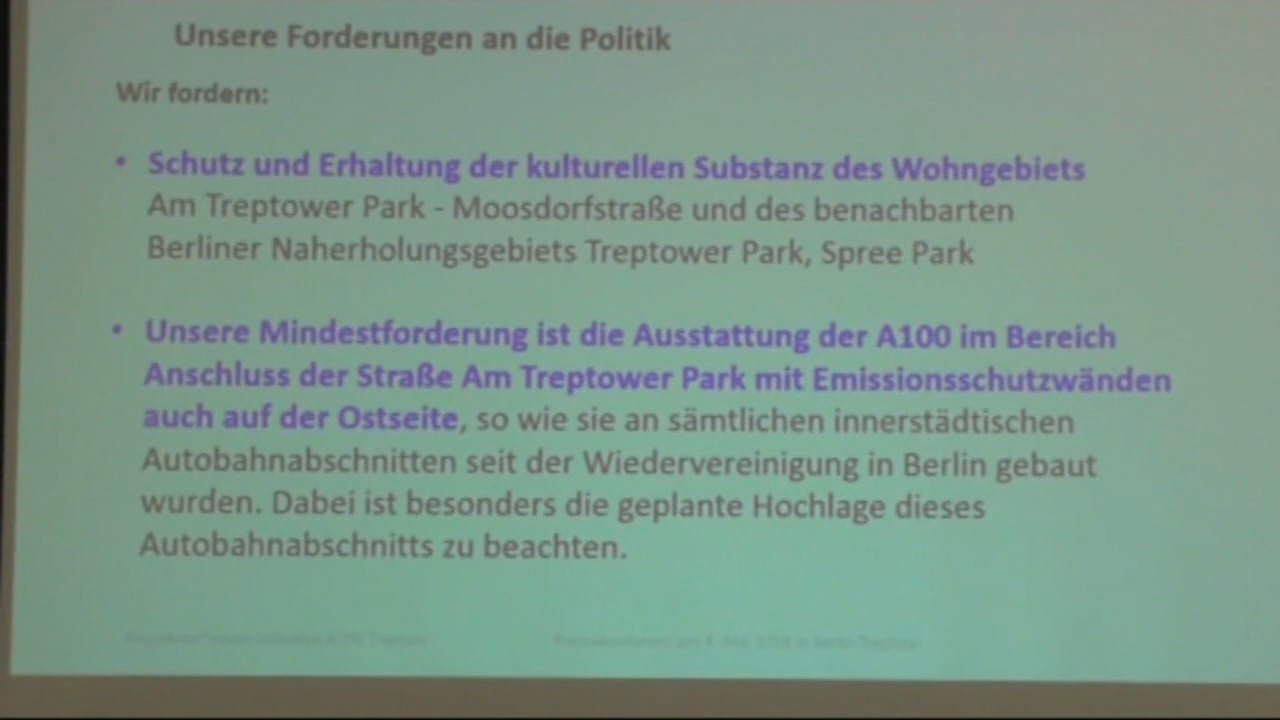 Unsere Forderungen an die Politik
Wir fordern:
• Schutz und Erhaltung der kulturellen Substanz des Wohngebiets
Am Treptower Park - Moosdorfstraße und des benachbarten
Berliner Naherholungsgebiets Treptower Park, Spree Park
• Unsere Mindestforderung ist die Ausstattung der A100 im Bereich
Anschluss der Straße Am Treptower Park mit Emissionsschutzwänden
auch auf der Ostseite, so wie sie an sämtlichen innerstädtischen
Autobahnabschnitten seit der Wiedervereinigung in Berlin gebaut
wurden. Dabei ist besonders die geplante Hochlage dieses
Autobahnabschnitts zu beachten.